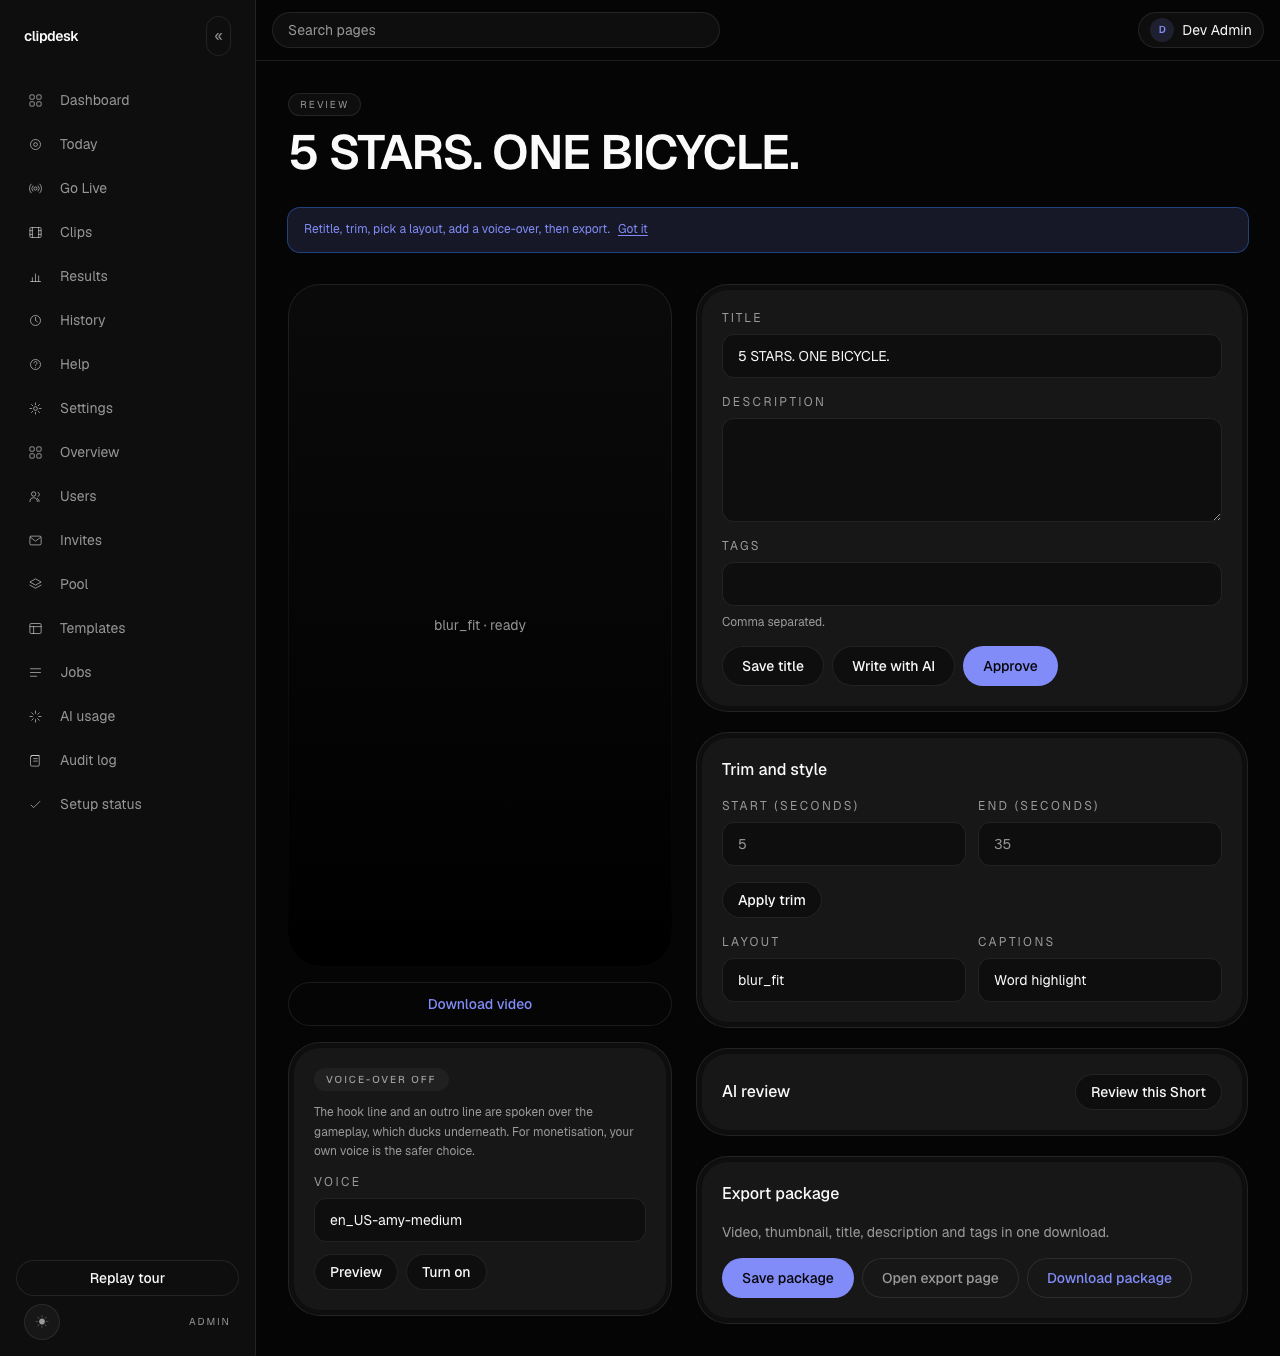 clipdesk
«
Dashboard
Today
Go Live
Clips
Results
History
Help
Settings
Overview
Users
Invites
Pool
Templates
Jobs
AI usage
Audit log
Setup status
Replay tour
ADMIN
Search pages
D
Dev Admin
REVIEW
5 STARS. ONE BICYCLE.
Retitle, trim, pick a layout, add a voice-over, then export. Got it
blur_fit · ready
Download video
VOICE-OVER OFF
The hook line and an outro line are spoken over the
gameplay, which ducks underneath. For monetisation, your
own voice is the safer choice.
VOICE
en_US-amy-medium
Preview
Turn on
TITLE
5 STARS. ONE BICYCLE.
DESCRIPTION
TAGS
Comma separated.
Save title
Write with AI
Approve
Trim and style
START (SECONDS)
END (SECONDS)
5
35
Apply trim
LAYOUT
CAPTIONS
blur_fit
Word highlight
AI review
Review this Short
Export package
Video, thumbnail, title, description and tags in one download.
Save package
Open export page
Download package